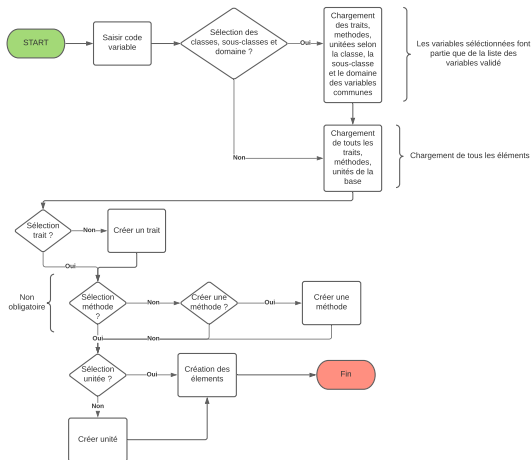 START
Saisir code
variable
Sélection des
classes, sous-classes et
domaine ?
Oui
Chargement
des traits,
methodes,
unitées selon
la classe, la
sous-classe
et le domaine
des variables
communes
Les variables séléctionnées font
partie que de la liste des
variables validé
Non
Chargement
de touts les
traits,
méthodes,
unités de la
base
Chargement de tous les éléments
Sélection
trait ?
Non
Créer un trait
Oui
Non
obligatoire
Sélection
méthode
?
Non
Créer une
méthode ?
Oui
Créer une
méthode
Oui
Non
Sélection
unitée ?
Oui
Création des
élements
Fin
Non
Créer unité